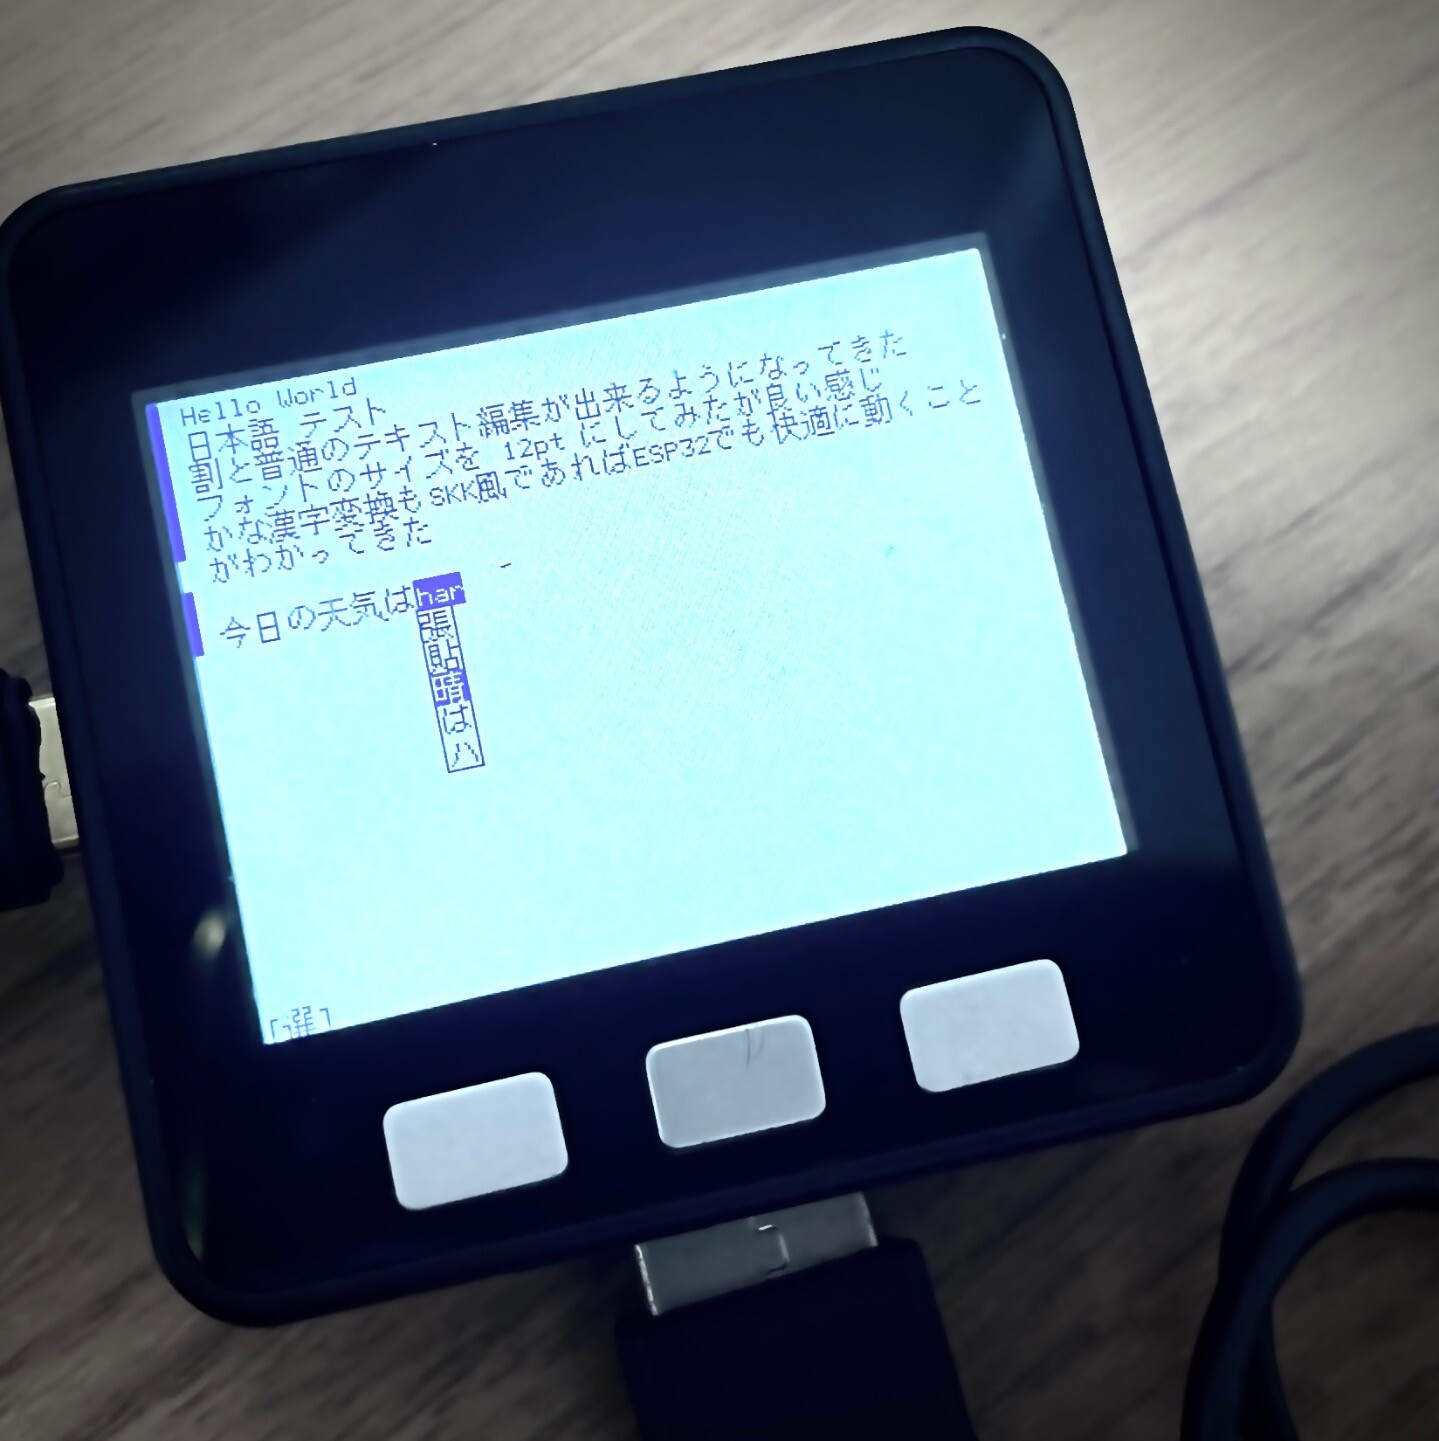 Hello World
日本語 テスト
割と普通のテキスト編集が出来るようになってきた
フォントのサイズを 12pt にしてみたが良い感じ
かな漢字変換もSKK風であればESP32でも快適に動くこと
がわかってきた
今日の天気はhar
張
貼
晴
は
ハ
[選]